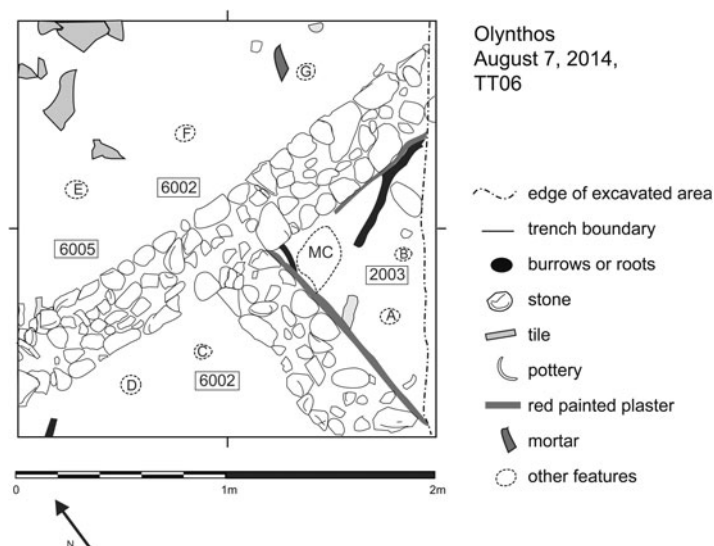 Olynthos
August 7, 2014,
TT06
G
F
E
6002
6005
MC
B
2003
A
C
D
6002
edge of excavated area
trench boundary
burrows or roots
stone
tile
pottery
red painted plaster
mortar
other features
0
1m
2m
N